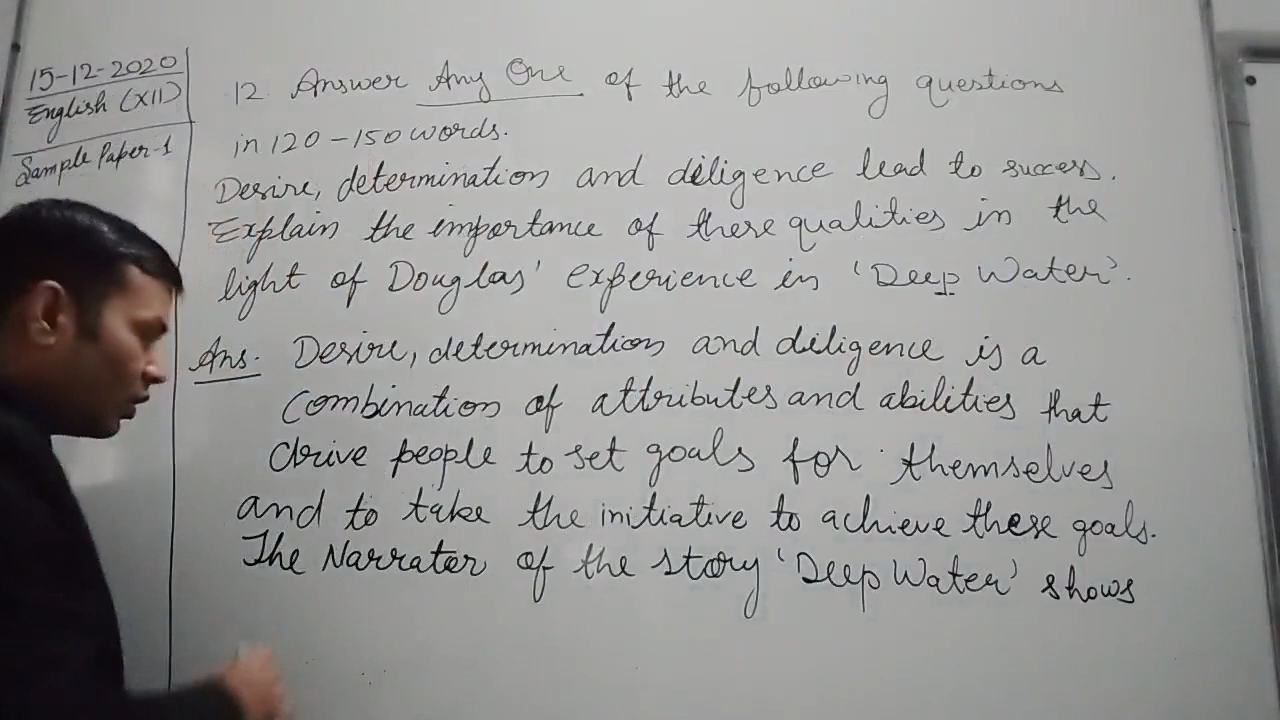 15-12-2020
English (XII)
Sample Paper-1
12 Answer Any One of the following questions
in 120-150 words.
Desire, determination and diligence lead to success.
Explain the importance of these qualities in the
light of Douglas' experience in 'Deep Water'.
Ans. Desire, determination and diligence is a
combination of attributes and abilities that
drive people to set goals for themselves
and to take the initiative to achieve these goals.
The Narrater of the story 'Deep Water' shows